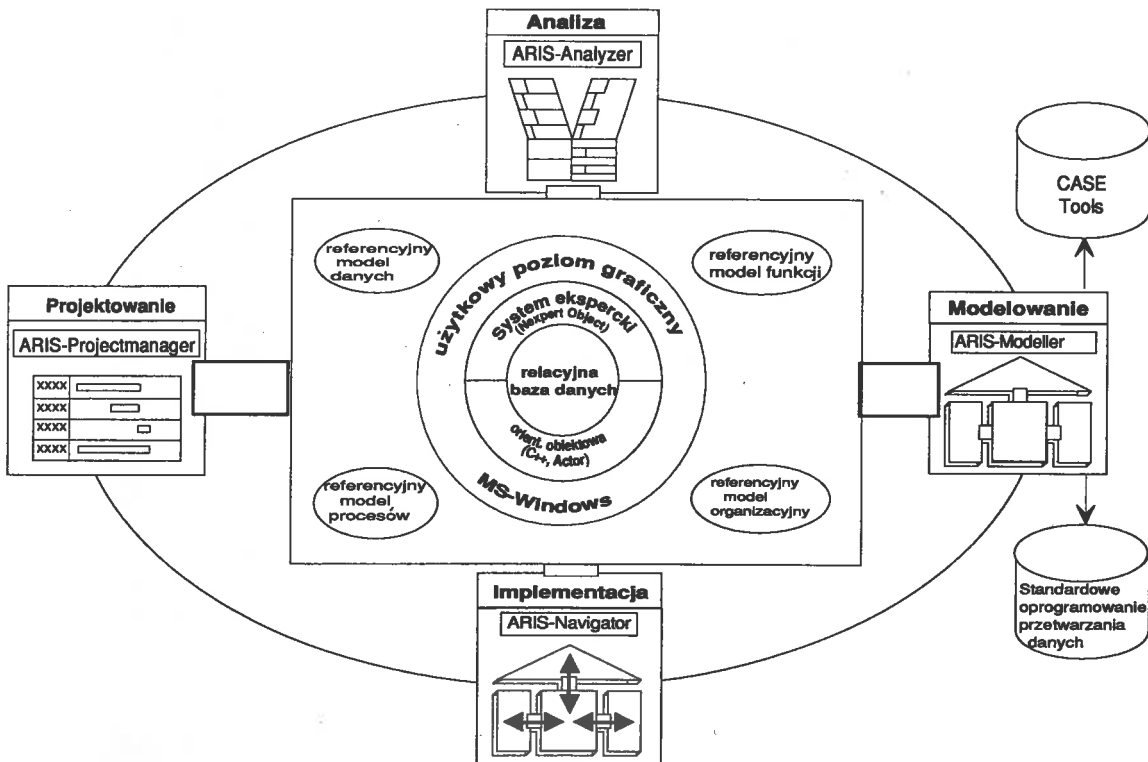 Analiza
ARIS-Analyzer
CASE
Tools
referencyjny
model
danych
referencyjny
model funkcji
użytkowy poziom graficzny
System ekspercki
(Nexpert Object)
relacyjna
baza danych
orient. obiektowa
(C++, Actor)
MS-Windows
Projektowanie
ARIS-Projectmanager
XXXX
XXXX
XXXX
XXXX
Modelowanie
ARIS-Modeller
referencyjny
model
procesów
referencyjny
model
organizacyjny
Implementacja
ARIS-Navigator
Standardowe
oprogramowanie
przetwarzania
danych